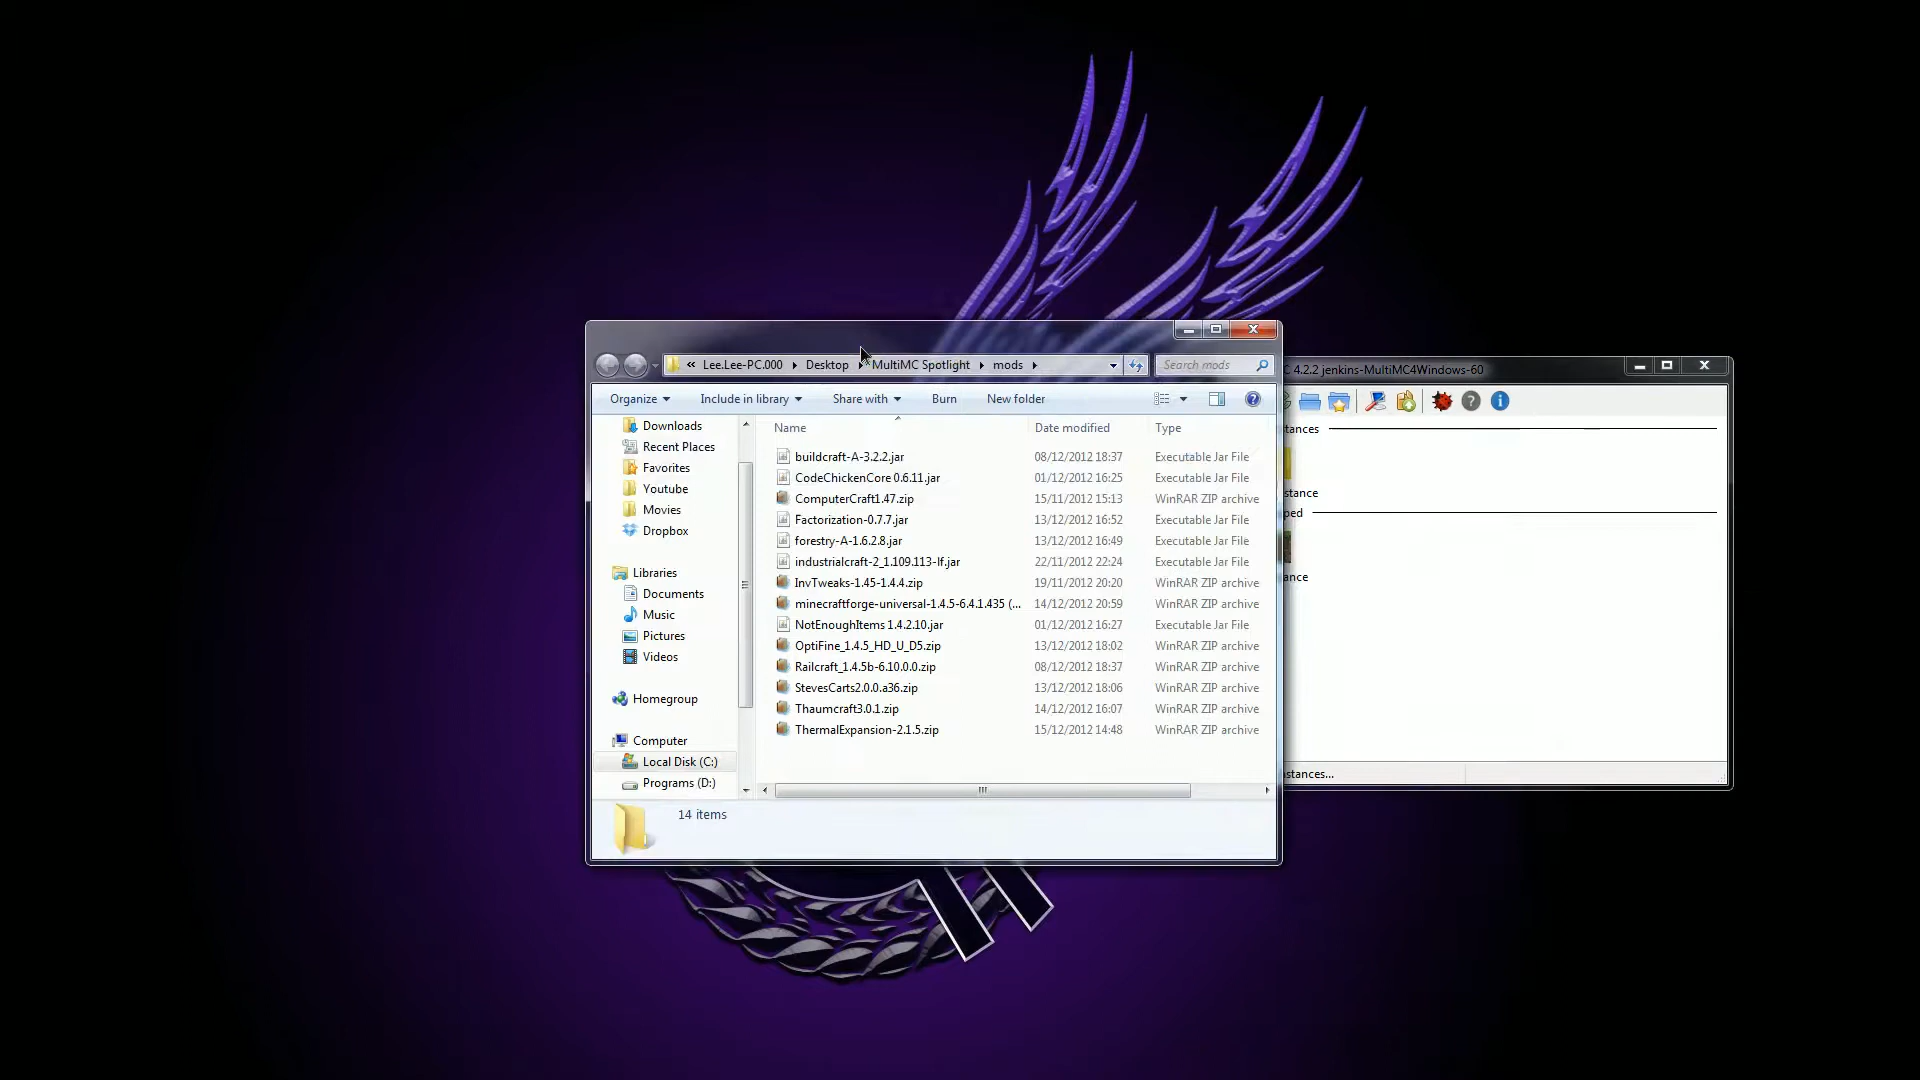 « Lee.Lee-PC.000 Desktop MultiMC Spotlight mods
Search mods
Organize Include in library Share with Burn New folder
Downloads
Recent Places
Favorites
Youtube
Movies
Dropbox
Libraries
Documents
Music
Pictures
Videos
Homegroup
Computer
Local Disk (C:)
Programs (D:)
Name Date modified Type
buildcraft-A-3.2.2.jar 08/12/2012 18:37 Executable Jar File
CodeChickenCore 0.6.11.jar 01/12/2012 16:25 Executable Jar File
ComputerCraft1.47.zip 15/11/2012 15:13 WinRAR ZIP archive
Factorization-0.7.7.jar 13/12/2012 16:52 Executable Jar File
forestry-A-1.6.2.8.jar 13/12/2012 16:49 Executable Jar File
industrialcraft-2_1.109.113-lf.jar 22/11/2012 22:24 Executable Jar File
InvTweaks-1.45-1.4.4.zip 19/11/2012 20:20 WinRAR ZIP archive
minecraftforge-universal-1.4.5-6.4.1.435 (... 14/12/2012 20:59 WinRAR ZIP archive
NotEnoughItems 1.4.2.10.jar 01/12/2012 16:27 Executable Jar File
OptiFine_1.4.5_HD_U_D5.zip 13/12/2012 18:02 WinRAR ZIP archive
Railcraft_1.4.5b-6.10.0.0.zip 08/12/2012 18:37 WinRAR ZIP archive
StevesCarts2.0.0.a36.zip 13/12/2012 18:06 WinRAR ZIP archive
Thaumcraft3.0.1.zip 14/12/2012 16:07 WinRAR ZIP archive
ThermalExpansion-2.1.5.zip 15/12/2012 14:48 WinRAR ZIP archive
14 items
C 4.2.2 jenkins-MultiMC4Windows-60
tances
stance
ped
ance
stances...